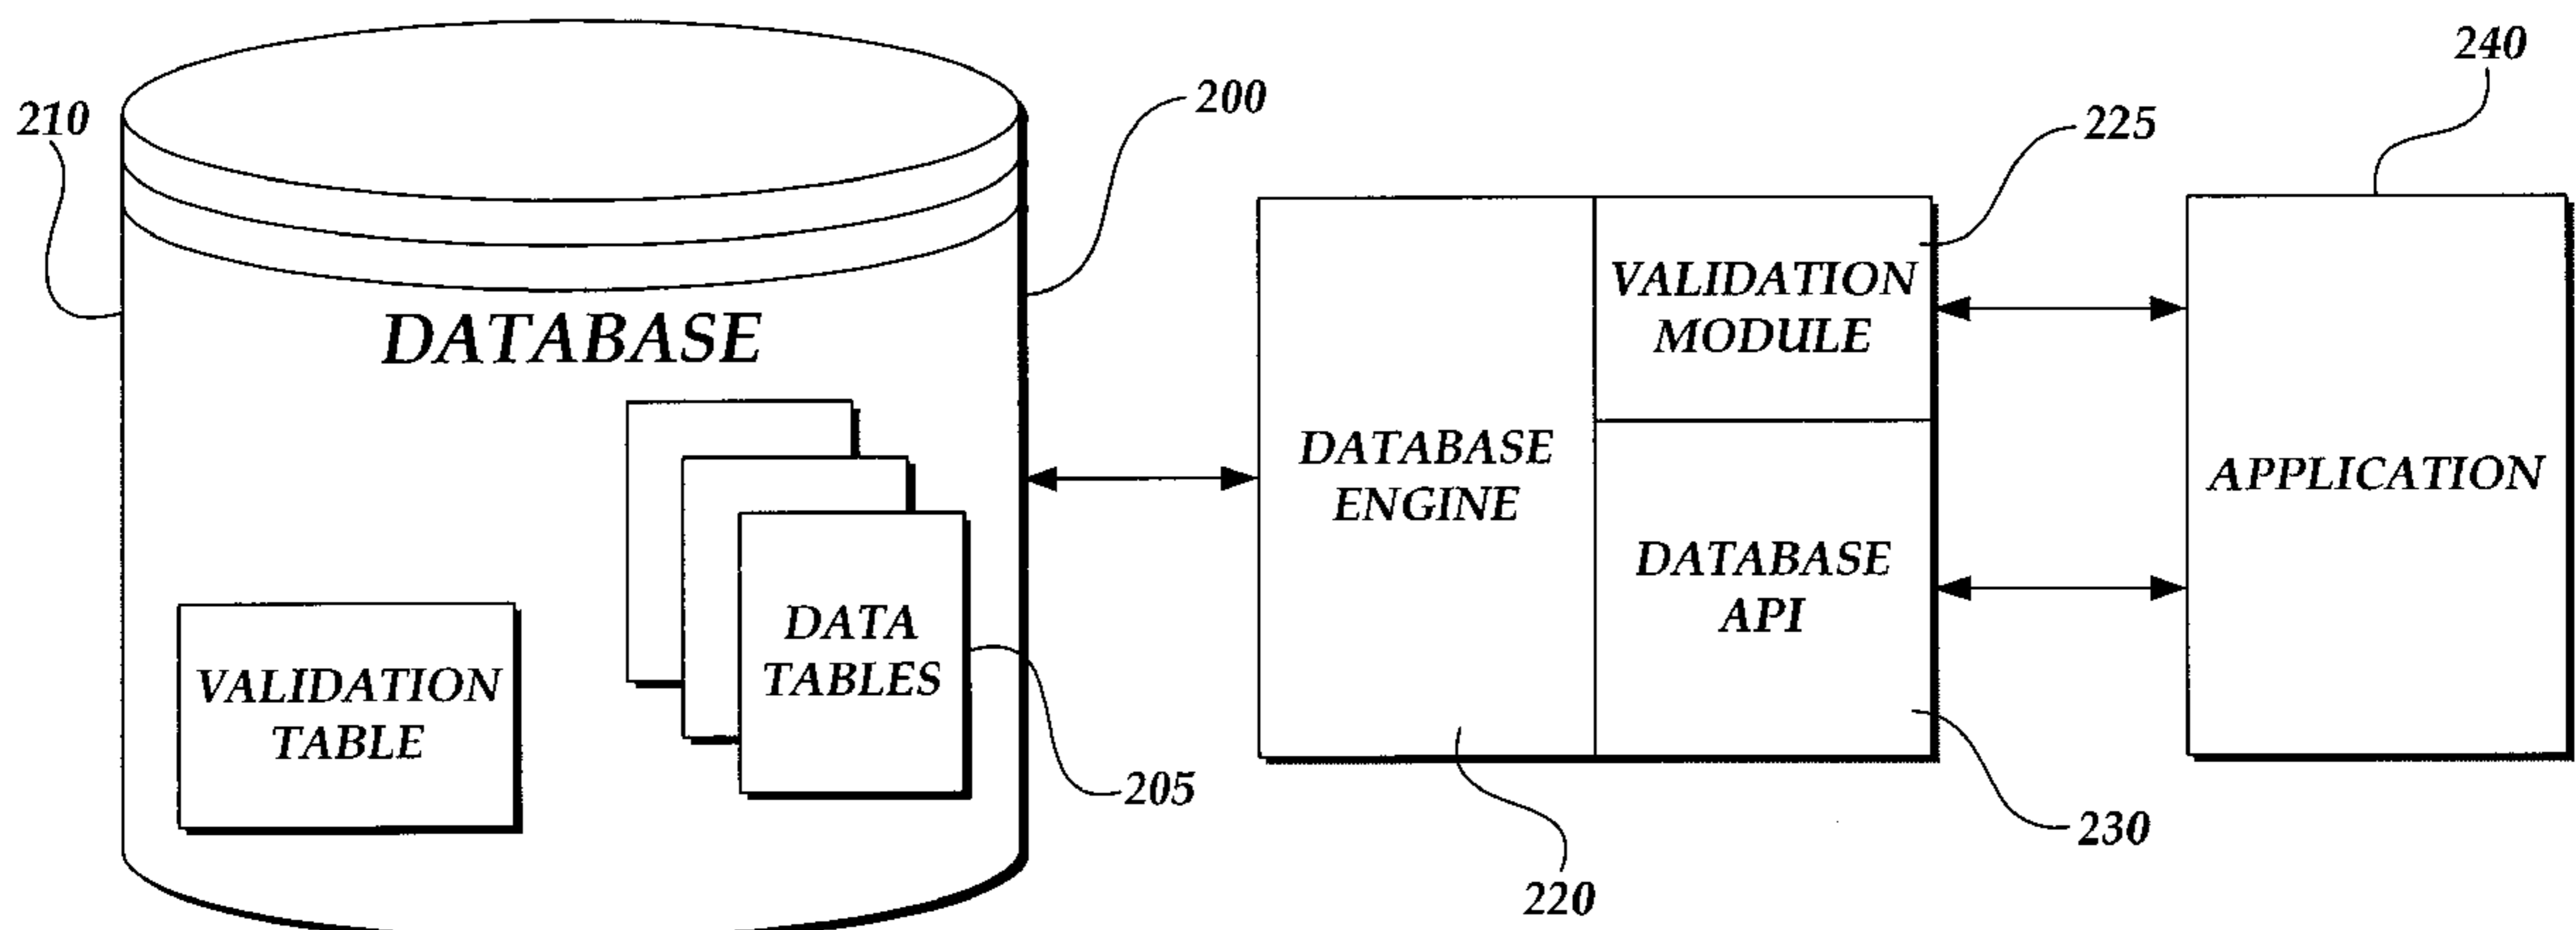 240
210
200
225
DATABASE
VALIDATION
MODULE
DATABASE
ENGINE
APPLICATION
DATABASE
API
DATA
TABLES
VALIDATION
TABLE
205
230
220